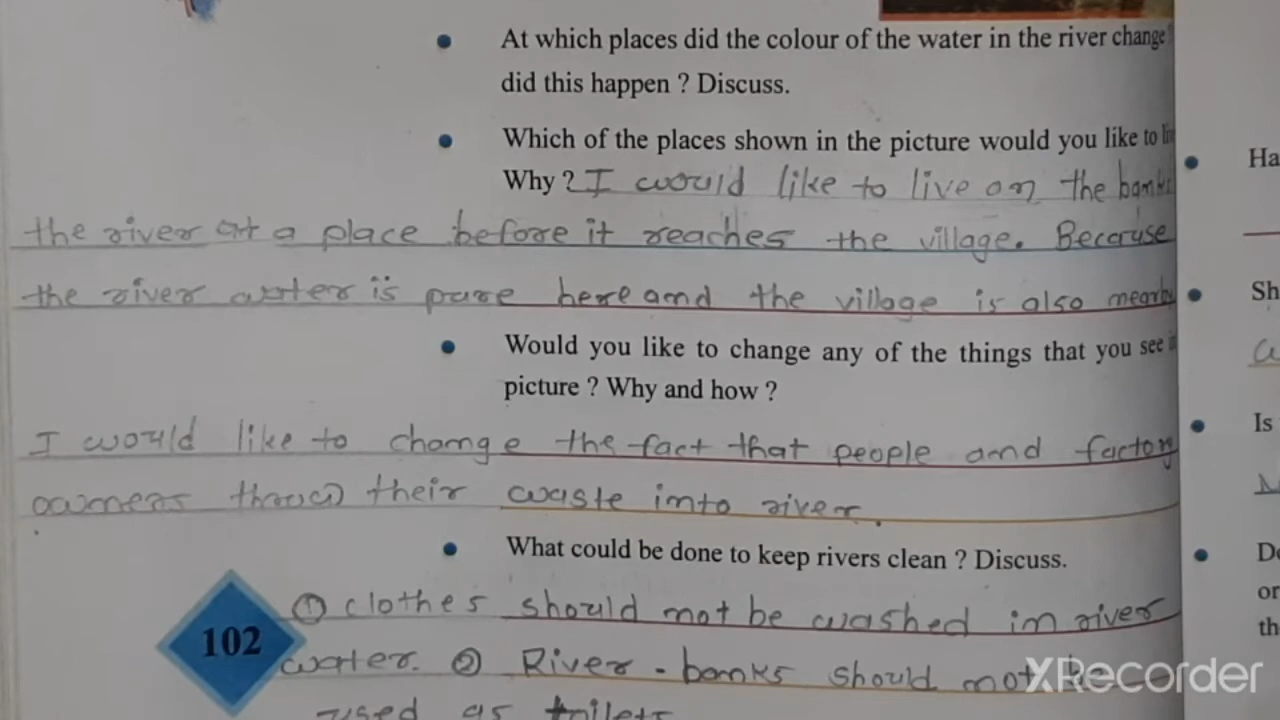 At which places did the colour of the water in the river change
did this happen ? Discuss.
Which of the places shown in the picture would you like to
Why ? I would like to live on the banks
the river at a place before it reaches the village. Because
the river water is pure here and the village is also nearby
Would you like to change any of the things that you see
picture ? Why and how ?
I would like to change the fact that people and factory
owners throw their waste into river.
What could be done to keep rivers clean ? Discuss.
① clothes should not be washed in river
102
water. ② River-banks should not be
used as toilets
Ha
Sh
Is
De
or
th
XRecorder